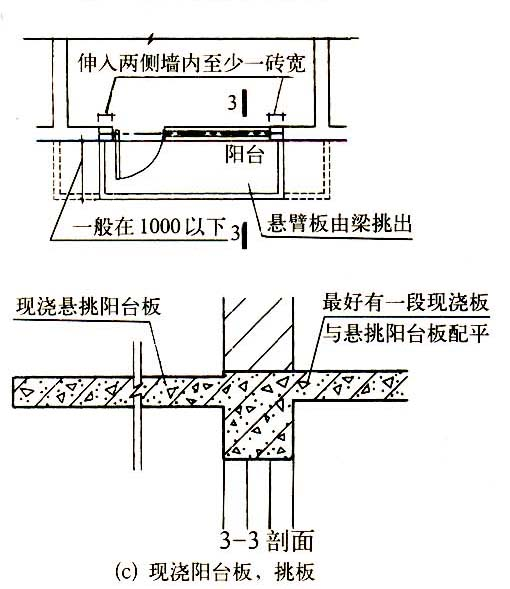 伸入两侧墙内至少一砖宽
3
阳台
一般在1000以下
3
悬臂板由梁挑出
现浇悬挑阳台板
最好有一段现浇板
与悬挑阳台板配平
3-3 剖面
(c) 现浇阳台板，挑板